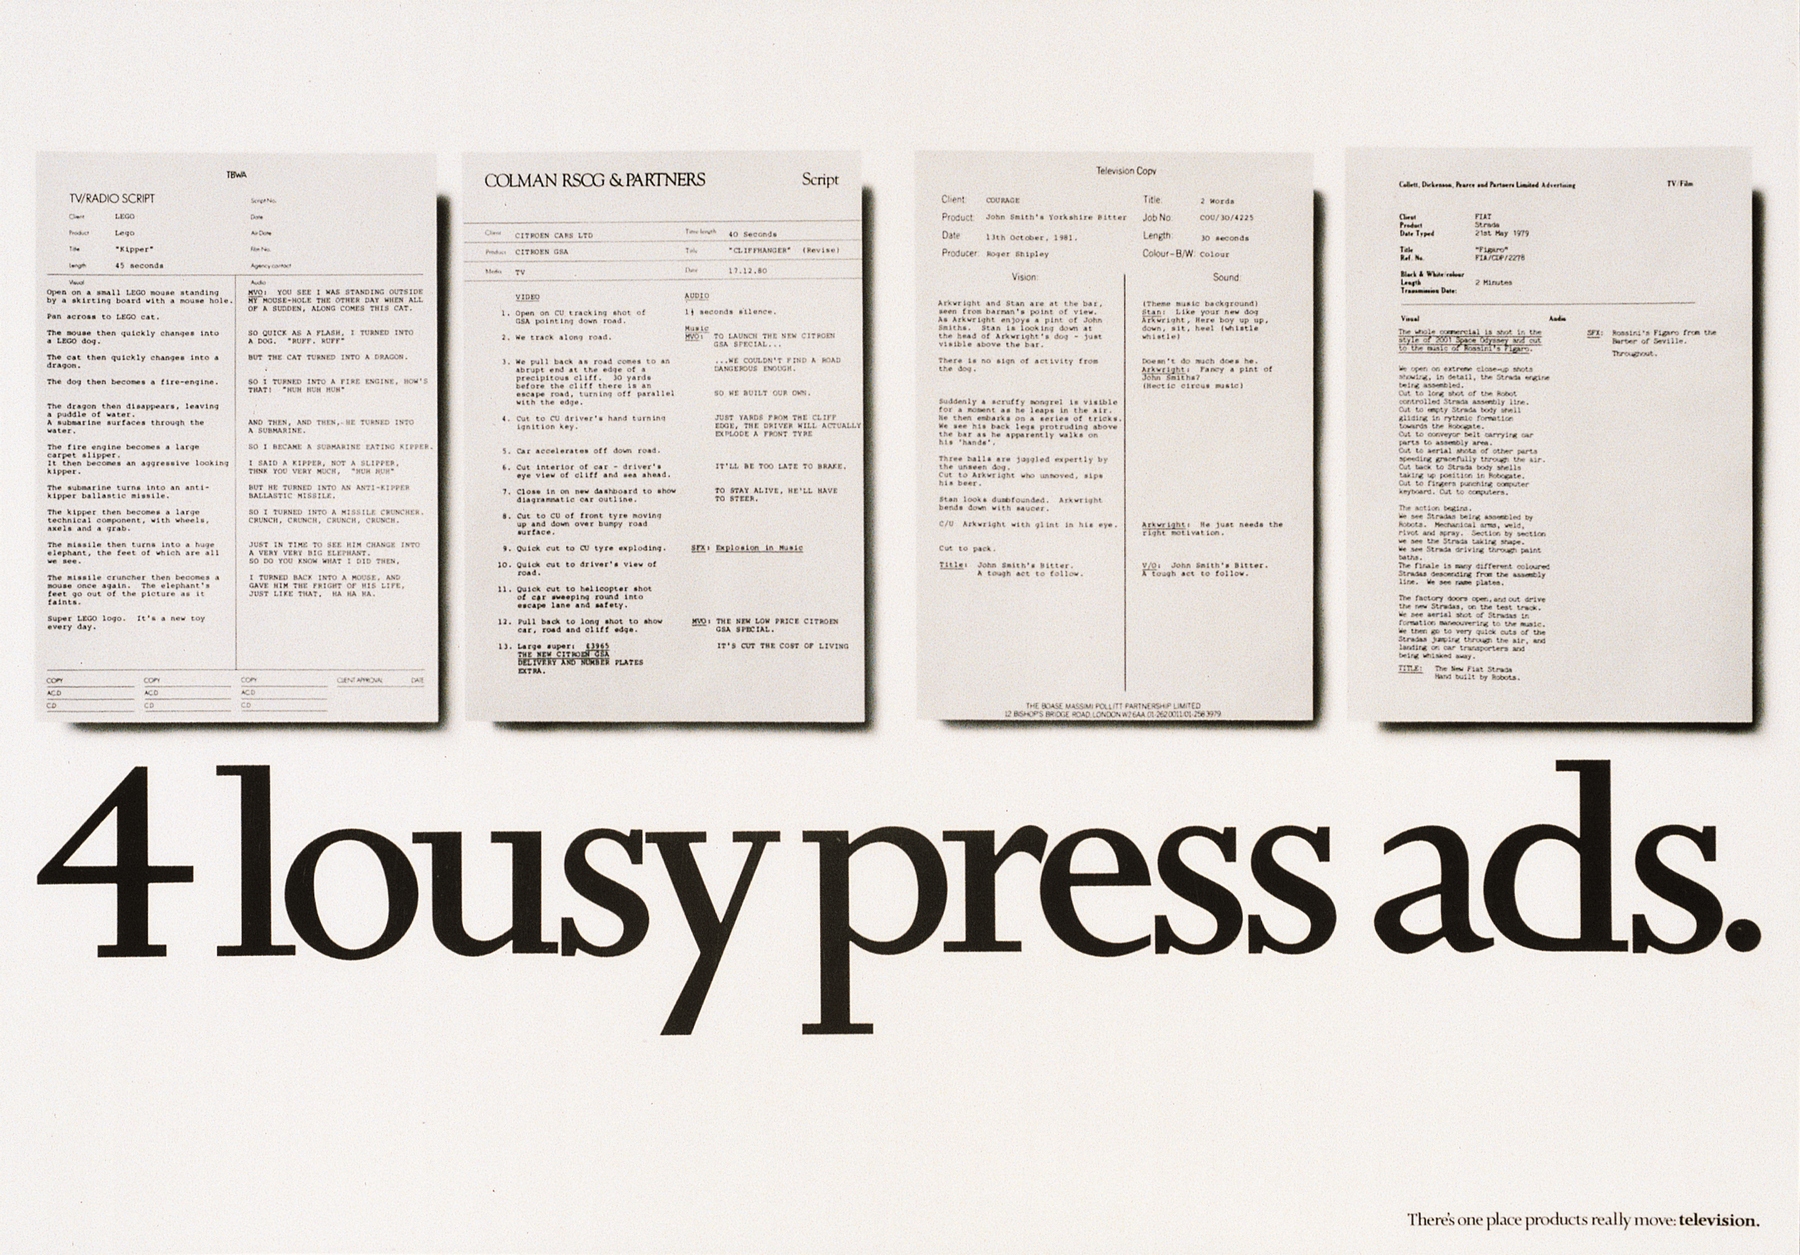 TBWA
TV/RADIO SCRIPT
Script No.
Client LEGO
Date
Product Lego
Air Date
Title "Kipper"
Film No.
length 45 seconds
Agency contact
Visual
Open on a small LEGO mouse standing
by a skirting board with a mouse hole.
Pan across to LEGO cat.
The mouse then quickly changes into
a LEGO dog.
The cat then quickly changes into a
dragon.
The dog then becomes a fire-engine.
The dragon then disappears, leaving
a puddle of water.
A submarine surfaces through the
water.
The fire engine becomes a large
carpet slipper.
It then becomes an aggressive looking
kipper.
The submarine turns into an anti-
kipper ballastic missile.
The kipper then becomes a large
technical component, with wheels,
axels and a grab.
The missile then turns into a huge
elephant, the feet of which are all
we see.
The missile cruncher then becomes a
mouse once again. The elephant's
feet go out of the picture as it
faints.
Super LEGO logo. It's a new toy
every day.
Audio
MVO: YOU SEE I WAS STANDING OUTSIDE
MY MOUSE-HOLE THE OTHER DAY WHEN ALL
OF A SUDDEN, ALONG COMES THIS CAT.
SO QUICK AS A FLASH, I TURNED INTO
A DOG. "RUFF. RUFF"
BUT THE CAT TURNED INTO A DRAGON.
SO I TURNED INTO A FIRE ENGINE, HOW'S
THAT! "HUH HUH HUH"
AND THEN, AND THEN, HE TURNED INTO
A SUBMARINE.
SO I BECAME A SUBMARINE EATING KIPPER.
I SAID A KIPPER, NOT A SLIPPER,
THNK YOU VERY MUCH, "HUH HUH"
BUT HE TURNED INTO AN ANTI-KIPPER
BALLASTIC MISSILE.
SO I TURNED INTO A MISSILE CRUNCHER.
CRUNCH, CRUNCH, CRUNCH, CRUNCH.
JUST IN TIME TO SEE HIM CHANGE INTO
A VERY VERY BIG ELEPHANT.
SO DO YOU KNOW WHAT I DID THEN,
I TURNED BACK INTO A MOUSE, AND
GAVE HIM THE FRIGHT OF HIS LIFE,
JUST LIKE THAT. HA HA HA.
COPY COPY COPY CLIENT APPROVAL DATE
ACD ACD ACD
CD CD CD
COLMAN RSCG & PARTNERS Script
Client CITROEN CARS LTD Time length 40 Seconds
Product CITROEN GSA Title "CLIFFHANGER" (Revise)
Media TV Date 17.12.80
VIDEO
1. Open on CU tracking shot of
GSA pointing down road.
2. We track along road.
3. We pull back as road comes to an
abrupt end at the edge of a
precipitous cliff. 30 yards
before the cliff there is an
escape road, turning off parallel
with the edge.
4. Cut to CU driver's hand turning
ignition key.
5. Car accelerates off down road.
6. Cut interior of car - driver's
eye view of cliff and sea ahead.
7. Close in on new dashboard to show
diagrammatic car outline.
8. Cut to CU of front tyre moving
up and down over bumpy road
surface.
9. Quick cut to CU tyre exploding.
10. Quick cut to driver's view of
road.
11. Quick cut to helicopter shot
of car sweeping round into
escape lane and safety.
12. Pull back to long shot to show
car, road and cliff edge.
13. Large super: £3965
THE NEW CITROEN GSA
DELIVERY AND NUMBER PLATES
EXTRA.
AUDIO
1½ seconds silence.
Music
MVO: TO LAUNCH THE NEW CITROEN
GSA SPECIAL...
...WE COULDN'T FIND A ROAD
DANGEROUS ENOUGH.
SO WE BUILT OUR OWN.
JUST YARDS FROM THE CLIFF
EDGE, THE DRIVER WILL ACTUALLY
EXPLODE A FRONT TYRE
IT'LL BE TOO LATE TO BRAKE.
TO STAY ALIVE, HE'LL HAVE
TO STEER.
SFX: Explosion in Music
MVO: THE NEW LOW PRICE CITROEN
GSA SPECIAL.
IT'S CUT THE COST OF LIVING
Television Copy
Client: COURAGE Title: 2 Words
Product: John Smith's Yorkshire Bitter Job No: COU/30/4225
Date 13th October, 1981. Length: 30 seconds
Producer: Roger Shipley Colour-B/W: Colour
Vision:
Arkwright and Stan are at the bar,
seen from barman's point of view.
As Arkwright enjoys a pint of John
Smiths. Stan is looking down at
the head of Arkwright's dog - just
visible above the bar.
There is no sign of activity from
the dog.
Suddenly a scruffy mongrel is visible
for a moment as he leaps in the air.
He then embarks on a series of tricks.
We see his back legs protruding above
the bar as he apparently walks on
his 'hands'.
Three balls are juggled expertly by
the unseen dog.
Cut to Arkwright who unmoved, sips
his beer.
Stan looks dumbfounded. Arkwright
bends down with saucer.
C/U Arkwright with glint in his eye.
Cut to pack.
Title: John Smith's Bitter.
A tough act to follow.
Sound:
(Theme music background)
Stan: Like your new dog
Arkwright, Here boy up up,
down, sit, heel (whistle
whistle)
Doesn't do much does he.
Arkwright: Fancy a pint of
John Smiths?
(Hectic circus music)
Arkwright: He just needs the
right motivation.
V/O: John Smith's Bitter.
A tough act to follow.
THE BOASE MASSIMI POLLITT PARTNERSHIP LIMITED
12 BISHOP'S BRIDGE ROAD, LONDON W2 6AA 01-262 0011/01-258 3979
Collett, Dickenson, Pearce and Partners Limited Advertising TV/Film
Client FIAT
Product Strada
Date Typed 21st May 1979
Title "Figaro"
Ref. No. FIA/CDP/2278
Black & White/colour
Length 2 Minutes
Transmission Date:
Visual
The whole commercial is shot in the
style of 2001 Space Odyssey and cut
to the music of Rossini's Figaro.
We open on extreme close-up shots
showing, in detail, the Strada engine
being assembled.
Cut to long shot of the Robot
controlled Strada assembly line.
Cut to empty Strada body shell
gliding in rythmic formation
towards the Robogate.
Cut to conveyor belt carrying car
parts to assembly area.
Cut to aerial shots of other parts
speeding gracefully through the air.
Cut back to Strada body shells
taking up position in Robogate.
Cut to fingers punching computer
keyboard. Cut to computers.
The action begins.
We see Stradas being assembled by
Robots. Mechanical arms, weld,
rivot and spray. Section by section
we see the Strada taking shape.
We see Strada driving through paint
baths.
The finale is many different coloured
Stradas descending from the assembly
line. We see name plates.
The factory doors open, and out drive
the new Stradas, on the test track.
We see aerial shot of Stradas in
formation maneouvering to the music.
We then go to very quick cuts of the
Stradas jumping through the air, and
landing on car transporters and
being whisked away.
TITLE: The New Fiat Strada
Hand built by Robots.
Audio
SFX: Rossini's Figaro from the
Barber of Seville.
Throughout.
4 lousy press ads.
There's one place products really move: television.